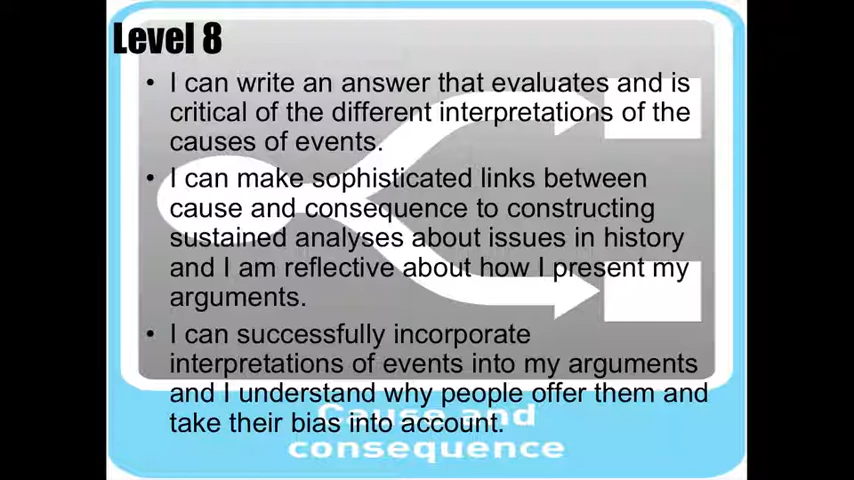 Level 8
• I can write an answer that evaluates and is
critical of the different interpretations of the
causes of events.
• I can make sophisticated links between
cause and consequence to constructing
sustained analyses about issues in history
and I am reflective about how I present my
arguments.
• I can successfully incorporate
interpretations of events into my arguments
and I understand why people offer them and
take their bias into account.
Cause and
consequence